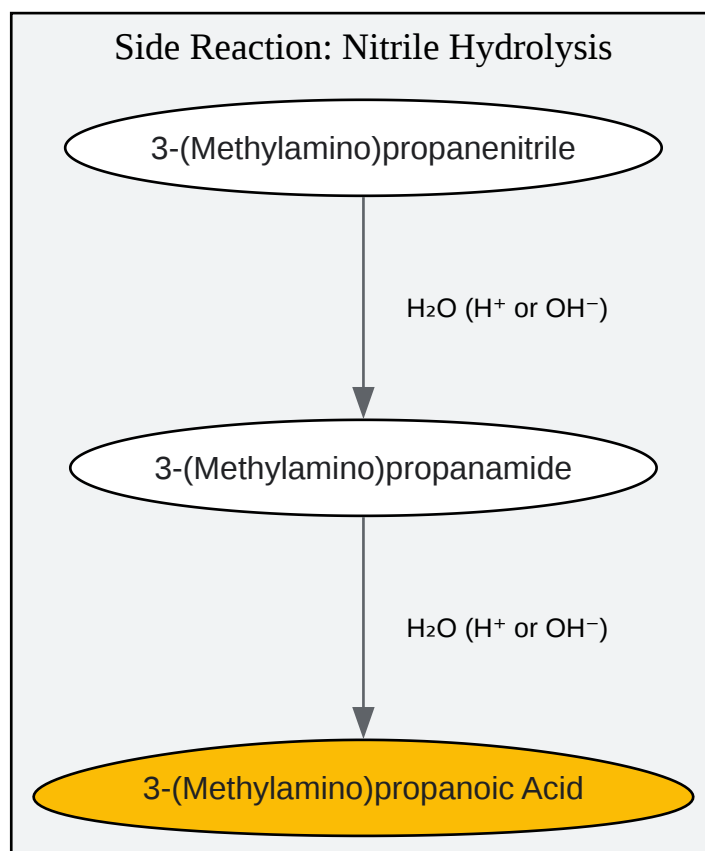 Side Reaction: Nitrile Hydrolysis
3-(Methylamino)propanenitrile
H₂O (H⁺ or OH⁻)
3-(Methylamino)propanamide
H₂O (H⁺ or OH⁻)
3-(Methylamino)propanoic Acid